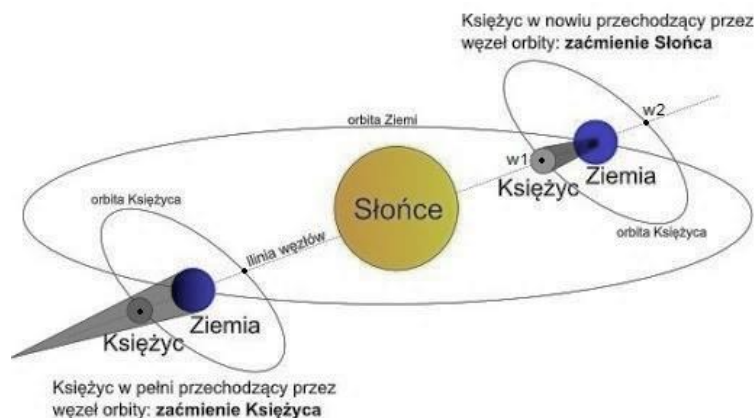 Księżyc w nowiu przechodzący przez
węzeł orbity: zaćmienie Słońca
orbita Ziemi
w2
w1
Księżyc
Ziemia
Słońce
orbita Księżyca
orbita Księżyca
linia węzłów
Ziemia
Księżyc
Księżyc w pełni przechodzący przez
węzeł orbity: zaćmienie Księżyca